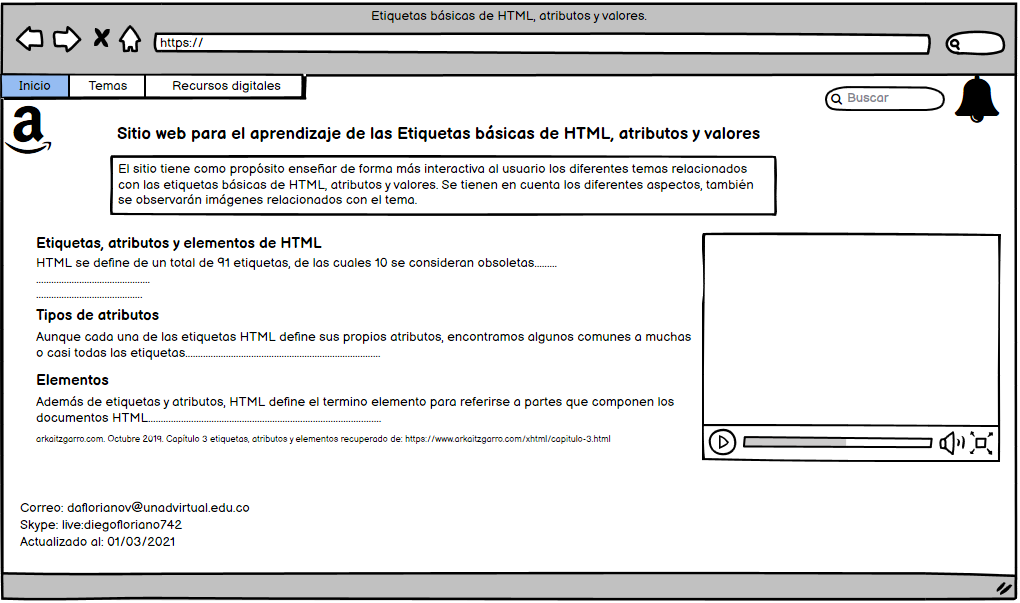 Etiquetas básicas de HTML, atributos y valores.
https://
Inicio Temas Recursos digitales
Buscar
a
Sitio web para el aprendizaje de las Etiquetas básicas de HTML, atributos y valores
El sitio tiene como propósito enseñar de forma más interactiva al usuario los diferentes temas relacionados
con las etiquetas básicas de HTML, atributos y valores. Se tienen en cuenta los diferentes aspectos, también
se observarán imágenes relacionados con el tema.
Etiquetas, atributos y elementos de HTML
HTML se define de un total de 91 etiquetas, de las cuales 10 se consideran obsoletas.........
..............................................
...........................................
Tipos de atributos
Aunque cada una de las etiquetas HTML define sus propios atributos, encontramos algunos comunes a muchas
o casi todas las etiquetas...............................................................................
Elementos
Además de etiquetas y atributos, HTML define el termino elemento para referirse a partes que componen los
documentos HTML..............................................................................................
arkaitzgarro.com. Octubre 2019. Capítulo 3 etiquetas, atributos y elementos recuperado de: https://www.arkaitzgarro.com/xhtml/capitulo-3.html
Correo: daflorianov@unadvirtual.edu.co
Skype: live:diegofloriano742
Actualizado al: 01/03/2021